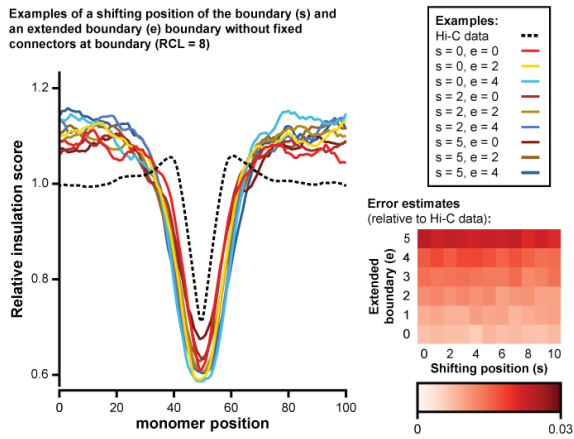 Examples of a shifting position of the boundary (s) and
an extended boundary (e) boundary without fixed
connectors at boundary (RCL = 8)
Relative insulation score
1.2
1.0
0.8
0.6
0 20 40 60 80 100
monomer position
Examples:
Hi-C data
s = 0, e = 0
s = 0, e = 2
s = 0, e = 4
s = 2, e = 0
s = 2, e = 2
s = 2, e = 4
s = 5, e = 0
s = 5, e = 2
s = 5, e = 4
Error estimates
(relative to Hi-C data):
Extended
boundary (e)
5
4
3
2
1
0
0 2 4 6 8 10
Shifting position (s)
0 0.03